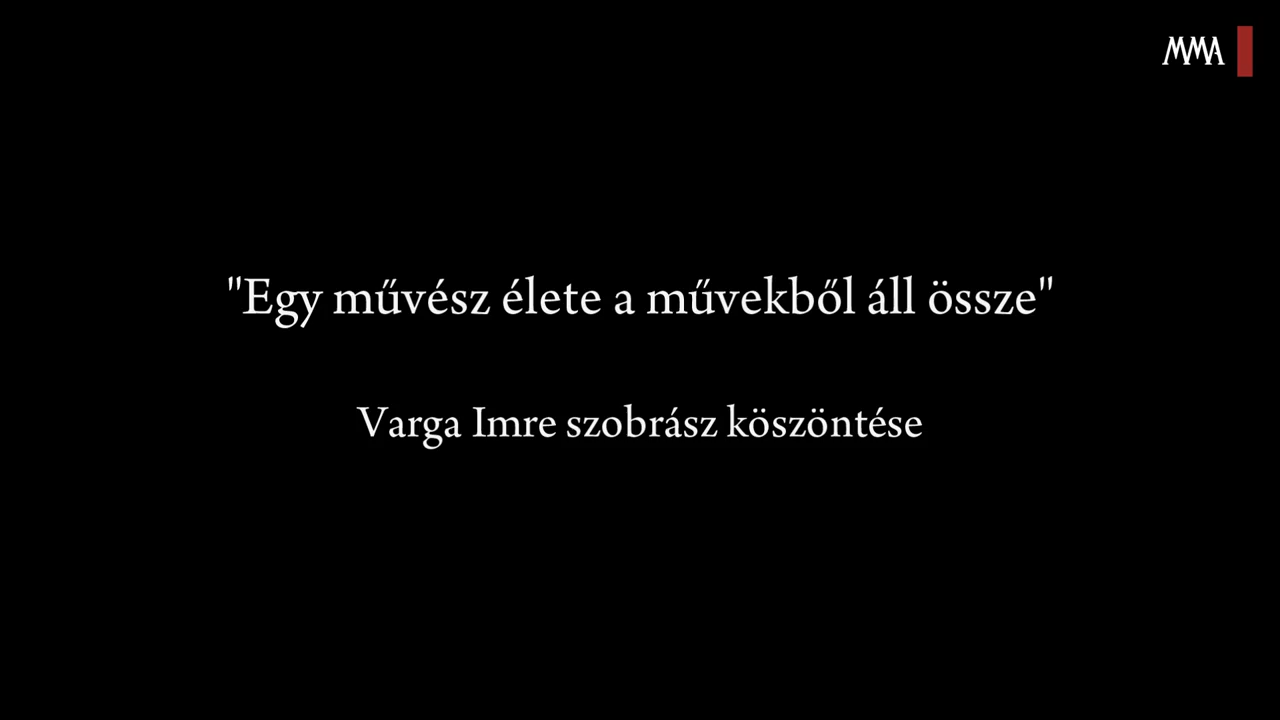 MMA
"Egy művész élete a művekből áll össze"
Varga Imre szobrász köszöntése